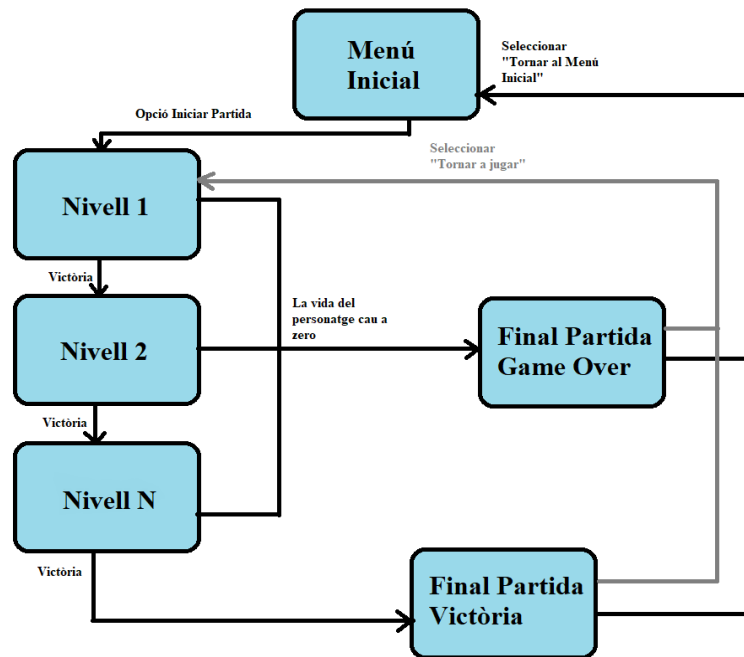 Menú
Inicial
Seleccionar
"Tornar al Menú
Inicial"
Opció Iniciar Partida
Seleccionar
"Tornar a jugar"
Nivell 1
Victòria
La vida del
personatge cau a
zero
Nivell 2
Final Partida
Game Over
Victòria
Nivell N
Victòria
Final Partida
Victòria